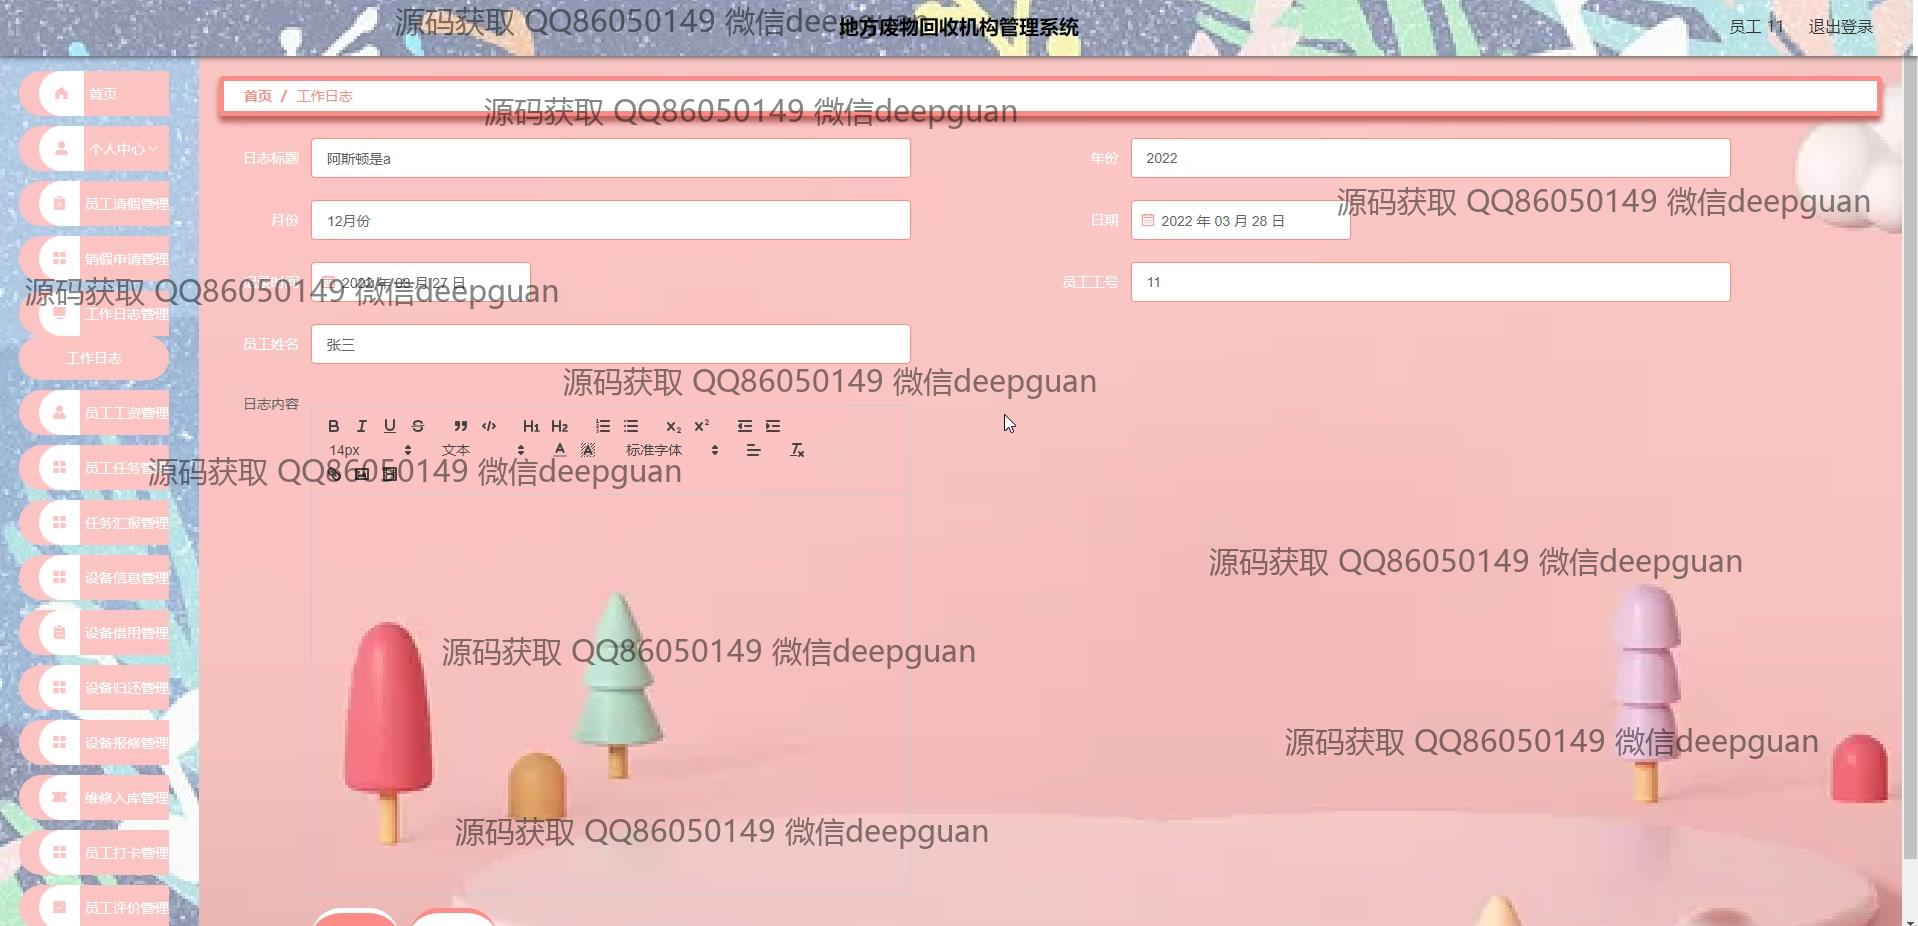 源码获取 QQ86050149 微信deepguan
地方废物回收机构管理系统
员工 11 退出登录
首页
首页 / 工作日志
源码获取 QQ86050149 微信deepguan
个人中心
日志标题 阿斯顿是a
年份 2022
员工请假管理
源码获取 QQ86050149 微信deepguan
月份 12月份
日期 2022 年 03 月 28 日
销假申请管理
2022 年 03 月 27 日
员工工号 11
源码获取 QQ86050149 微信deepguan
工作日志管理
员工姓名 张三
工作日志
源码获取 QQ86050149 微信deepguan
日志内容
员工工资管理
B I U S H1 H2 X2 X2
14px 文本 A A 标准字体 Tx
员工任务管理
源码获取 QQ86050149 微信deepguan
任务汇报管理
源码获取 QQ86050149 微信deepguan
设备信息管理
设备借用管理
源码获取 QQ86050149 微信deepguan
设备归还管理
设备报修管理
源码获取 QQ86050149 微信deepguan
维修入库管理
源码获取 QQ86050149 微信deepguan
员工打卡管理
员工评价管理